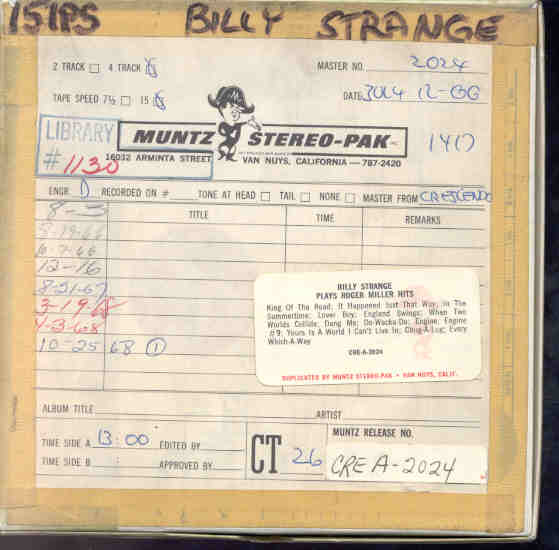 15 IPS BILLY STRANGE
2 TRACK 4 TRACK MASTER NO. 2024
TAPE SPEED 7½ 15 DATE JULY 12-66
LIBRARY
# 1130
MUNTZ STEREO-PAK INC.
1417
16032 ARMINTA STREET VAN NUYS, CALIFORNIA — 787-2420
ENGR. D RECORDED ON # TONE AT HEAD TAIL NONE MASTER FROM CRESCENDO
TITLE TIME REMARKS
8-3
8-19-66
12-16
8-21-67
3-19-68
4-3-68
10-25 68 1
BILLY STRANGE
PLAYS ROGER MILLER HITS
King Of The Road; It Happened Just That Way; In The
Summertime; Lover Boy; England Swings; When Two
Worlds Collide; Dang Me; Do-Wacka-Do; Engine; Engine
#9; Yours Is A World I Can't Live In; Chug-A-Lug; Every
Which-A-Way
CRE-A-2024
DUPLICATED BY MUNTZ STEREO-PAK • VAN NUYS, CALIF.
ALBUM TITLE ARTIST
TIME SIDE A 13:00 EDITED BY
TIME SIDE B : APPROVED BY
CT 26
MUNTZ RELEASE NO.
CRE A-2024